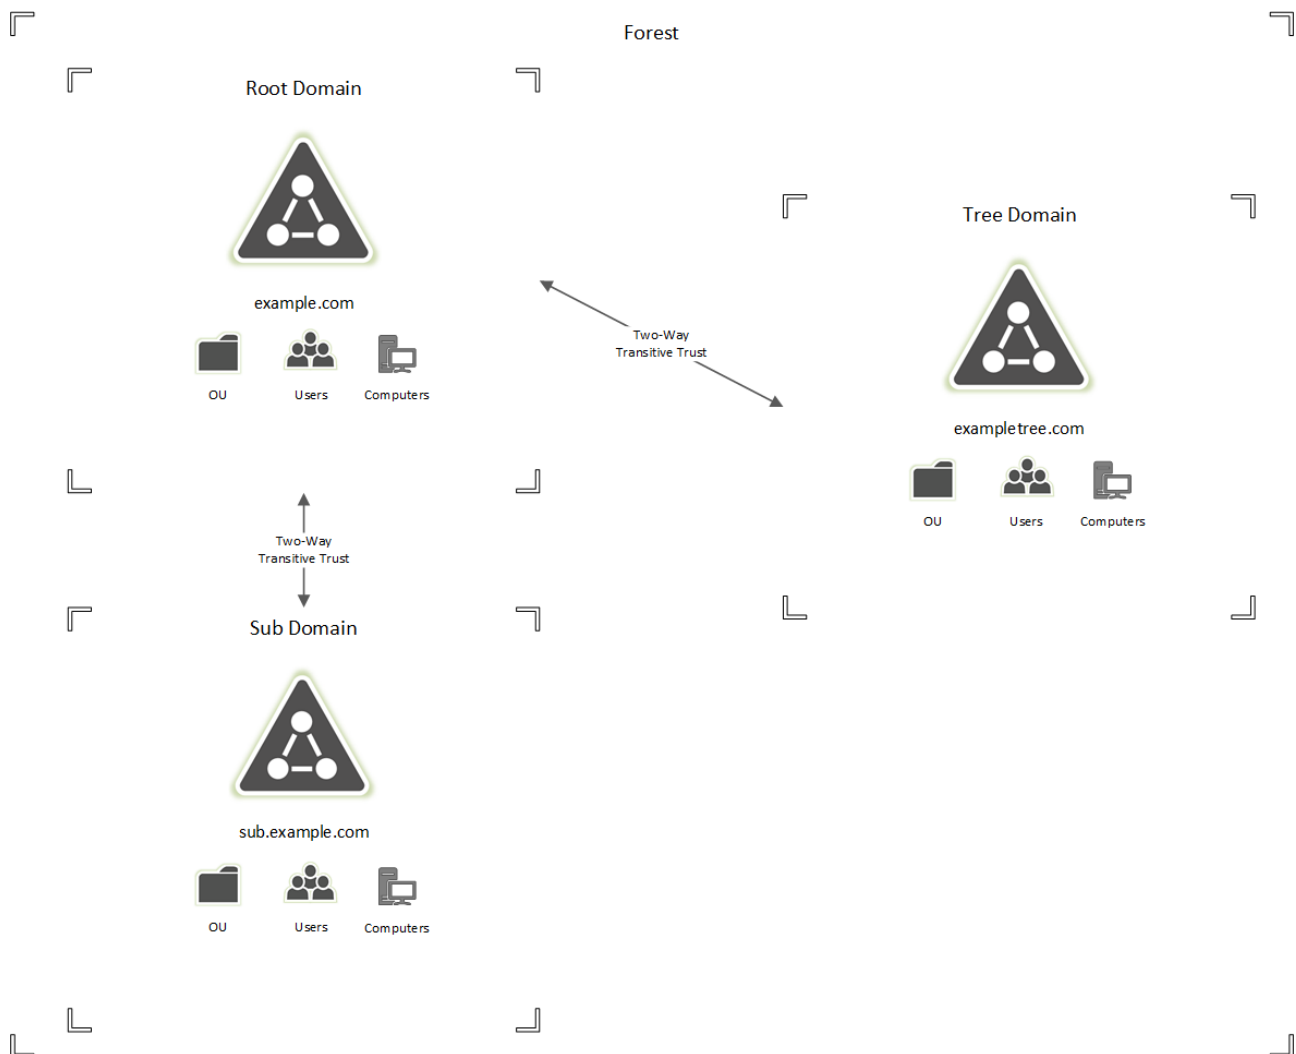 Forest
Root Domain
example.com
OU
Users
Computers
Two-Way
Transitive Trust
Tree Domain
exampletree.com
OU
Users
Computers
Two-Way
Transitive Trust
Sub Domain
sub.example.com
OU
Users
Computers